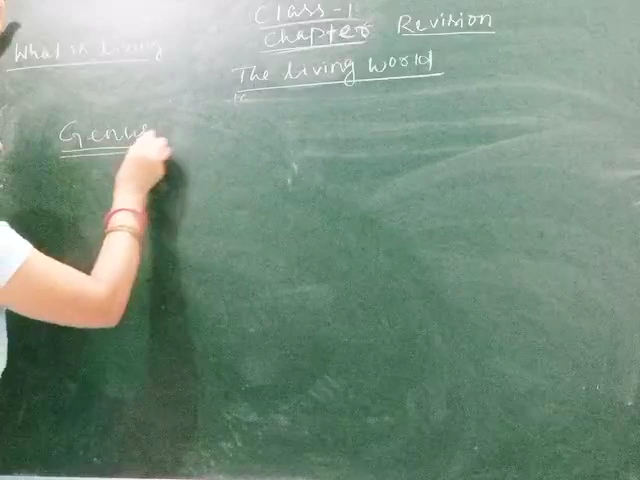 Class-1
Chapter Revision
What is living
The living world
Genus